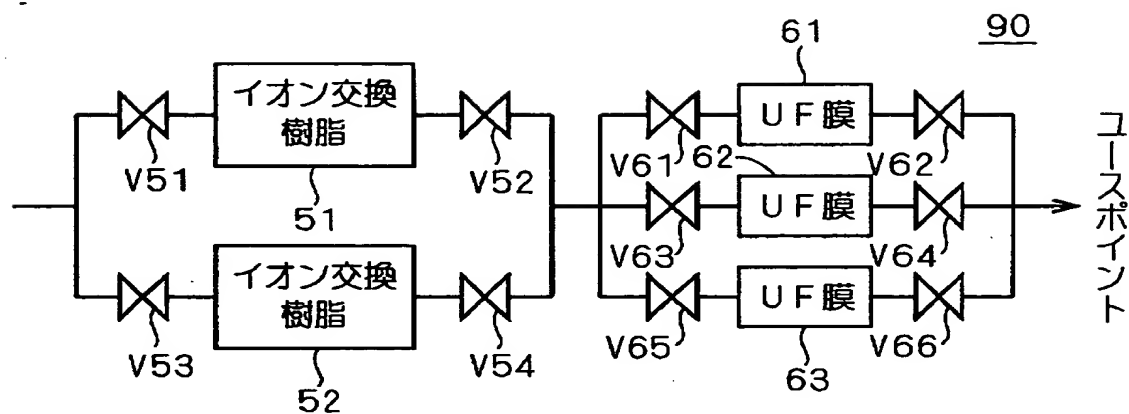 90
61
イオン交換
樹脂
UF膜
V51
V52
V61
62
V62
51
UF膜
ユースポイント
イオン交換
樹脂
V63
V64
UF膜
V53
V54
V65
V66
52
63